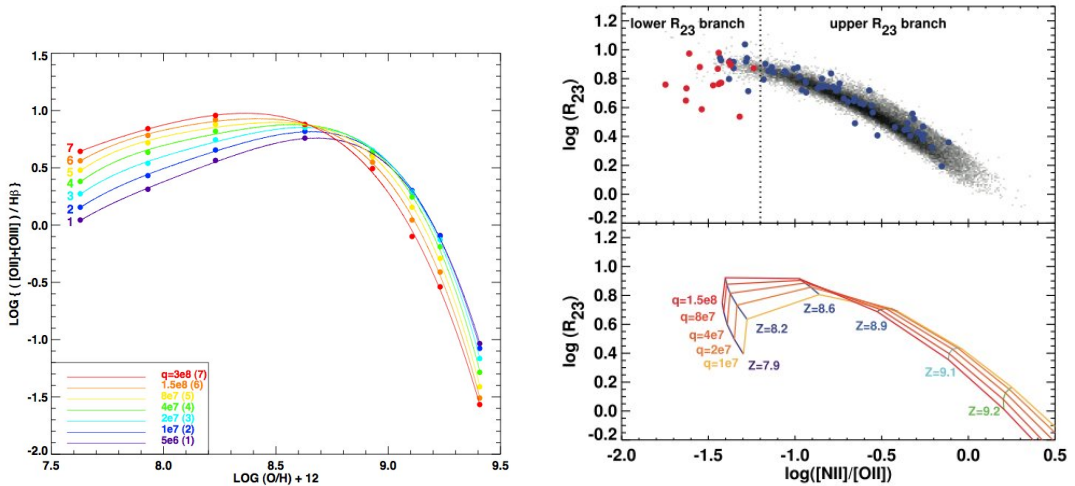 LOG { ( [OII]+[OIII] ) / Hβ }
1.5
1.0
0.5
0.0
-0.5
-1.0
-1.5
-2.0
7
6
5
4
3
2
1
q=3e8 (7)
1.5e8 (6)
8e7 (5)
4e7 (4)
2e7 (3)
1e7 (2)
5e6 (1)
7.5
8.0
8.5
9.0
9.5
LOG (O/H) + 12
lower R23 branch
upper R23 branch
log (R23)
1.2
1.0
0.8
0.6
0.4
0.2
0.0
-0.2
log (R23)
1.0
0.8
0.6
0.4
0.2
0.0
-0.2
q=1.5e8
q=8e7
q=4e7
q=2e7
q=1e7
Z=7.9
Z=8.2
Z=8.6
Z=8.9
Z=9.1
Z=9.2
-2.0
-1.5
-1.0
-0.5
0.0
0.5
log([NII]/[OII])